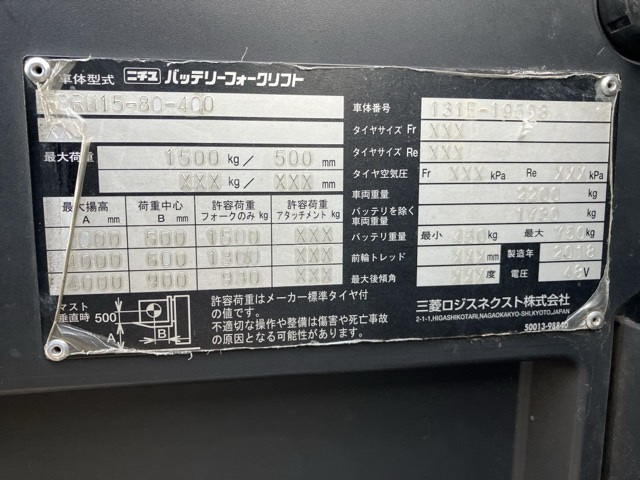 車体型式 ニチユ バッテリーフォークリフト
15-80-400
車体番号
タイヤサイズ Fr XXX
タイヤサイズ Re XXX
最大荷重 1500 kg/ 500 mm
XXX kg/ XXX mm
タイヤ空気圧 Fr XXX kPa Re XXX kPa
車両重量 kg
バッテリを除く車両重量 kg
バッテリ重量 最小 kg 最大 kg
前輪トレッド XXX mm 製造年
最大後傾角 XXX 度 電圧 V
最大揚高 A mm 荷重中心 B mm 許容荷重 フォークのみ kg 許容荷重 アタッチメント kg
500 1500 XXX
4000 600 1300 XXX
4000 900 XXX
マスト垂直時 500
A
B
許容荷重はメーカー標準タイヤ付
の値です。
不適切な操作や整備は傷害や死亡事故
の原因となる可能性があります。
三菱ロジスネクスト株式会社
2-1-1,HIGASHIKOTARI,NAGAOKAKYO-SHI,KYOTO,JAPAN